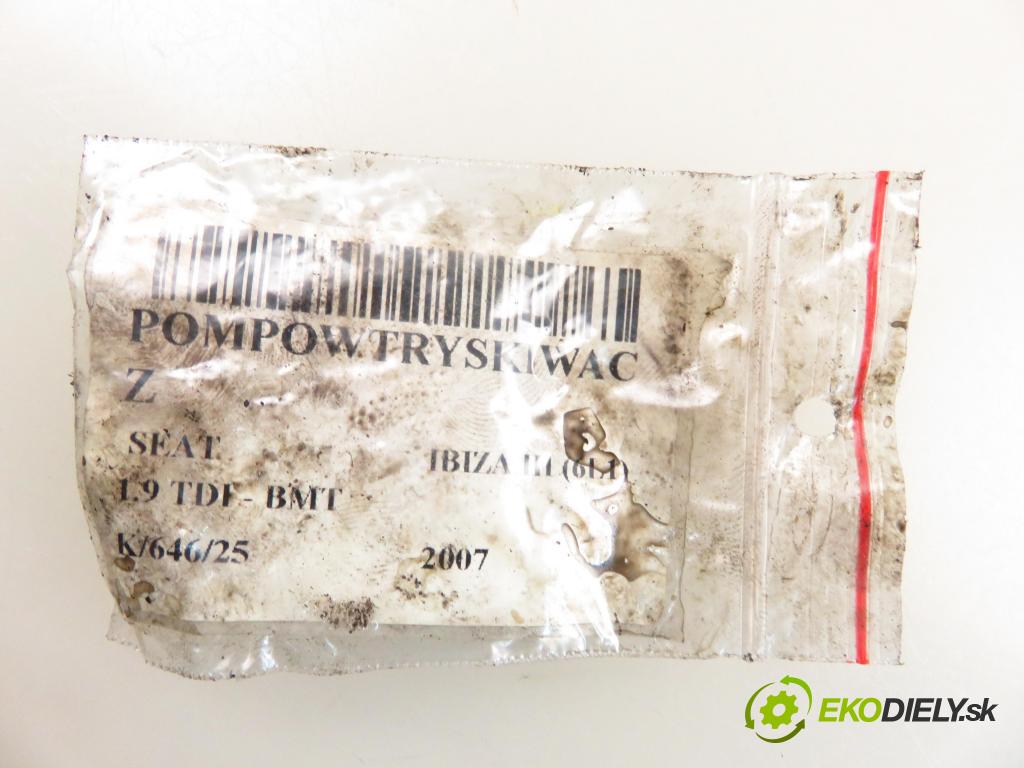 POMPOWTRYSKIWAC
Z
SEAT IBIZA III (6L1)
1.9 TDI - BMT
K/646/25 2007
EKODIELY.sk